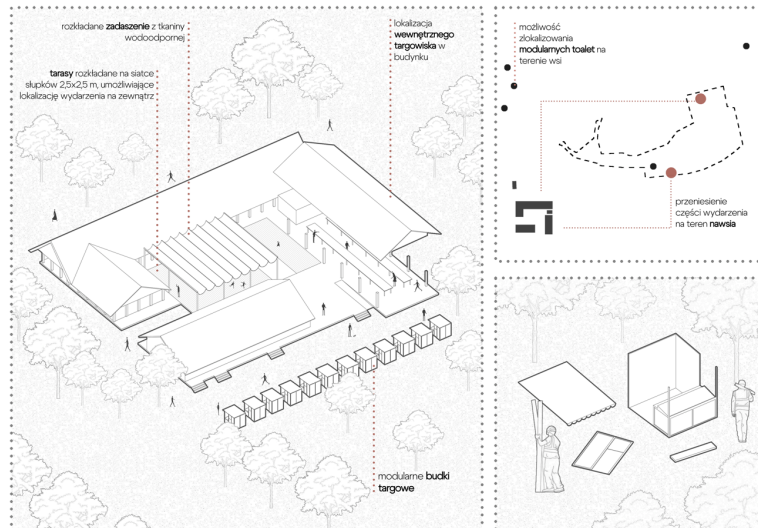 rozkładane zadaszenie z tkaniny
wodoodpornej
tarasy rozkładane na siatce
słupków 2,5x2,5 m, umożliwiające
lokalizację wydarzenia na zewnątrz
lokalizacja
wewnętrznego
targowiska w
budynku
modularne budki
targowe
możliwość
zlokalizowania
modularnych toalet na
terenie wsi
przeniesienie
części wydarzenia
na teren nawsia